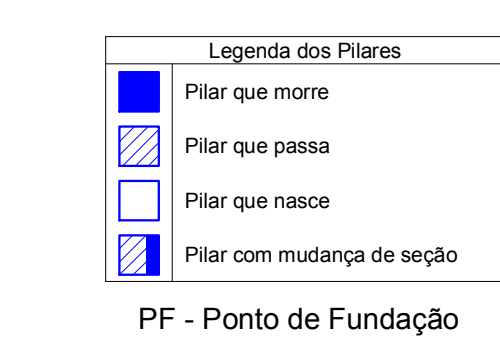 Legenda dos Pilares
Pilar que morre
Pilar que passa
Pilar que nasce
Pilar com mudança de seção
PF - Ponto de Fundação